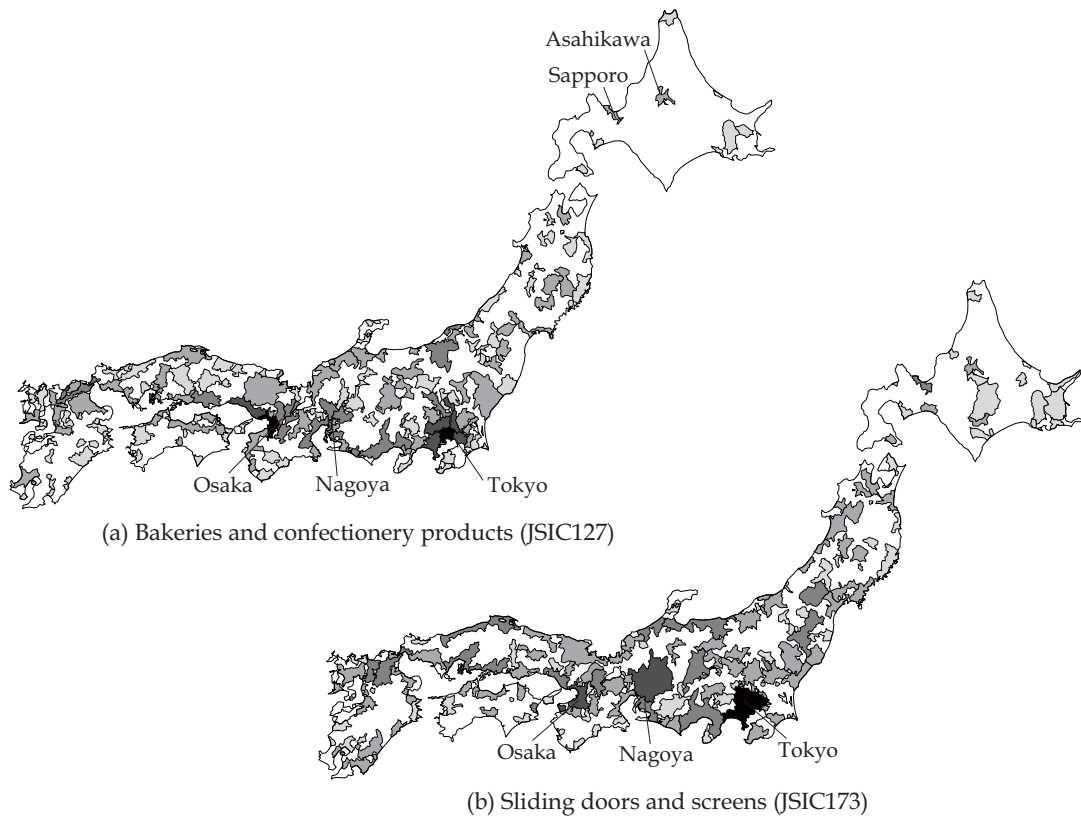 Asahikawa
Sapporo
Osaka
Nagoya
Tokyo
(a) Bakeries and confectionery products (JSIC127)
Osaka
Nagoya
Tokyo
(b) Sliding doors and screens (JSIC173)